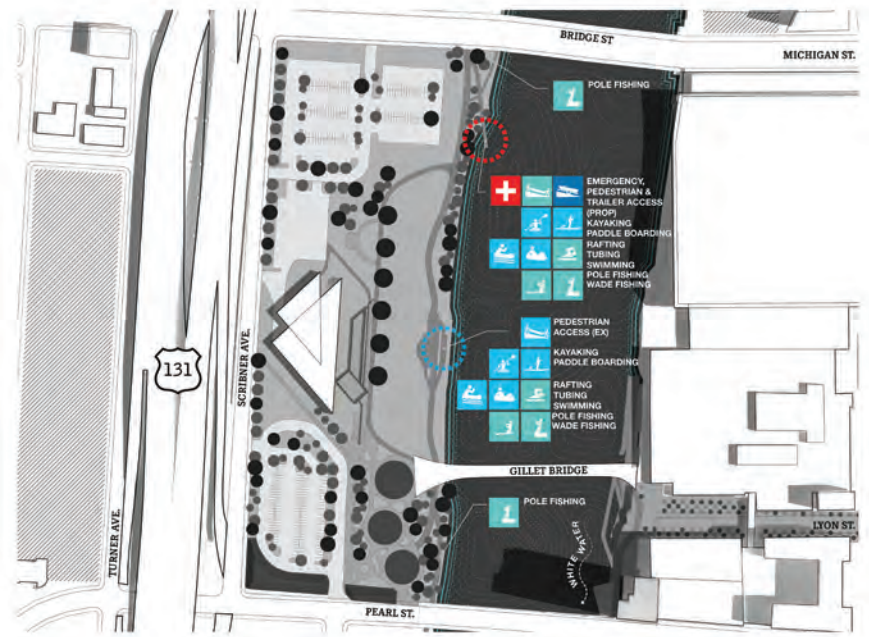 BRIDGE ST
MICHIGAN ST.
POLE FISHING
EMERGENCY,
PEDESTRIAN &
TRAILER ACCESS
(PROP)
KAYAKING
PADDLE BOARDING
RAFTING
TUBING
SWIMMING
POLE FISHING
WADE FISHING
PEDESTRIAN
ACCESS (EX)
KAYAKING
PADDLE BOARDING
RAFTING
TUBING
SWIMMING
POLE FISHING
WADE FISHING
131
SCRIBNER AVE.
GILLET BRIDGE
POLE FISHING
LYON ST.
TURNER AVE.
WHITE WATER
PEARL ST.